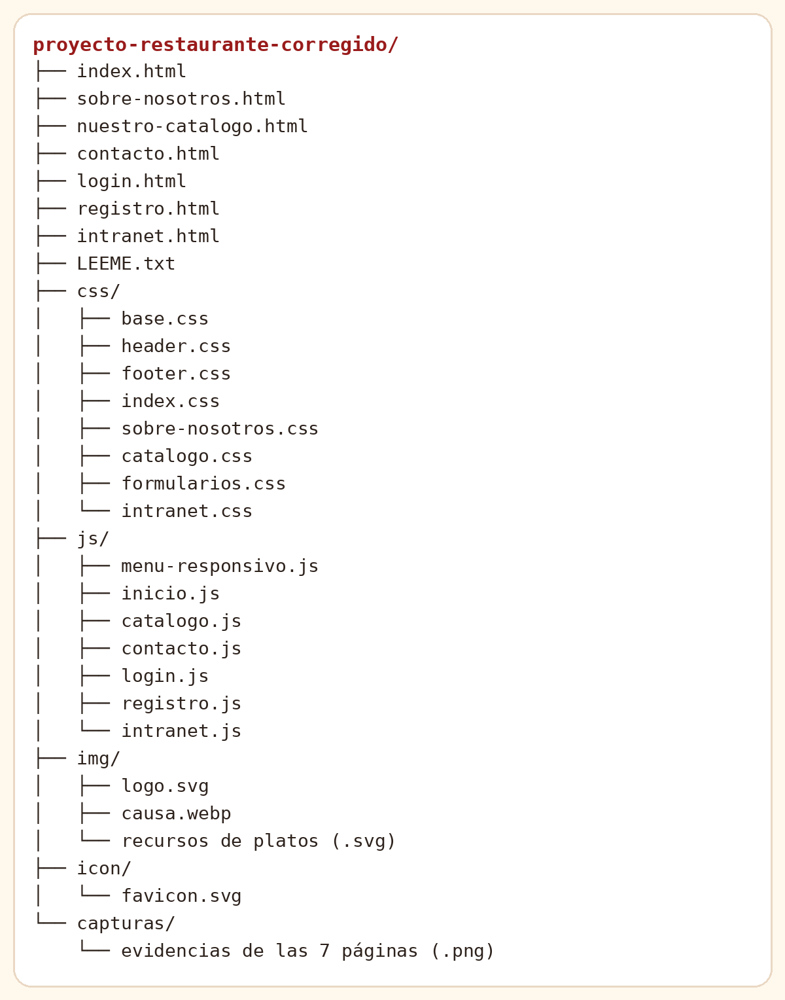 proyecto-restaurante-corregido/
├── index.html
├── sobre-nosotros.html
├── nuestro-catalogo.html
├── contacto.html
├── login.html
├── registro.html
├── intranet.html
├── LEEME.txt
├── css/
│   ├── base.css
│   ├── header.css
│   ├── footer.css
│   ├── index.css
│   ├── sobre-nosotros.css
│   ├── catalogo.css
│   ├── formularios.css
│   └── intranet.css
├── js/
│   ├── menu-responsivo.js
│   ├── inicio.js
│   ├── catalogo.js
│   ├── contacto.js
│   ├── login.js
│   ├── registro.js
│   └── intranet.js
├── img/
│   ├── logo.svg
│   ├── causa.webp
│   └── recursos de platos (.svg)
├── icon/
│   └── favicon.svg
└── capturas/
    └── evidencias de las 7 páginas (.png)